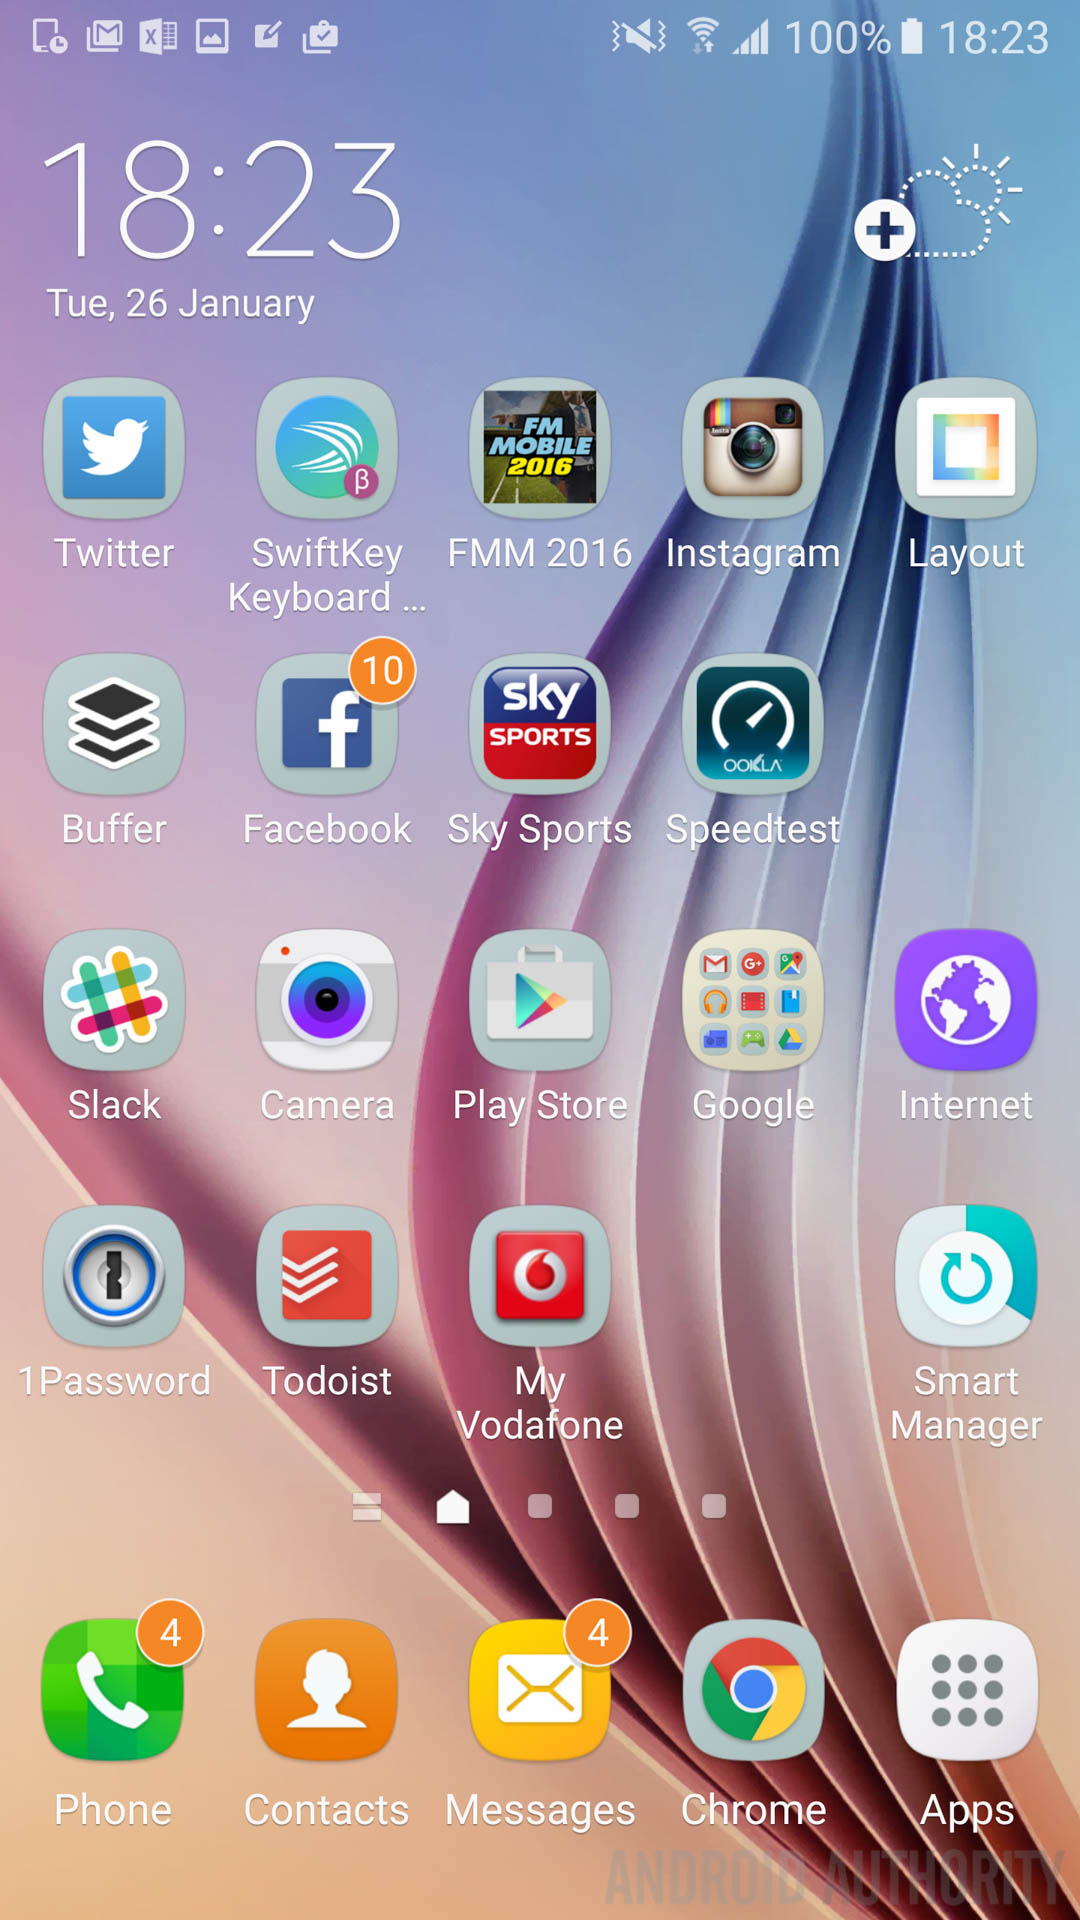 100% 18:23
18:23
Tue, 26 January
β
FM
MOBILE
2016
Insta
Twitter
SwiftKey
Keyboard ...
FMM 2016
Instagram
Layout
10
f
sky
SPORTS
OOKLA
Buffer
Facebook
Sky Sports
Speedtest
Slack
Camera
Play Store
Google
Internet
1Password
Todoist
My
Vodafone
Smart
Manager
4
4
Phone
Contacts
Messages
Chrome
Apps
ANDROID AUTHORITY